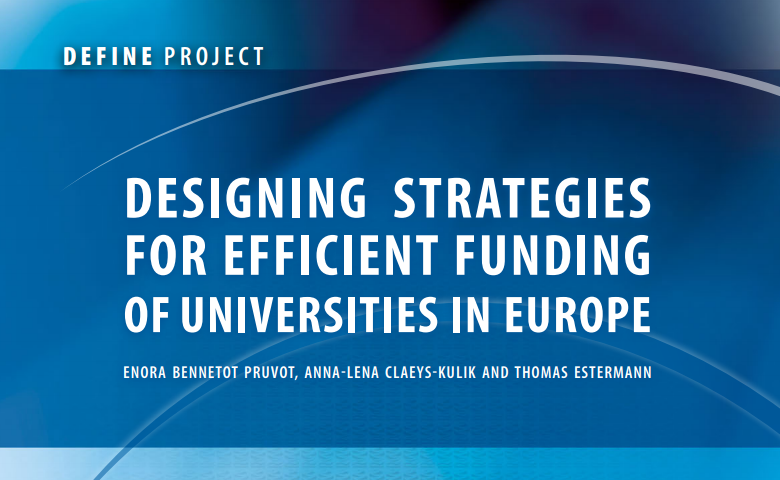 DEFINE PROJECT
DESIGNING STRATEGIES
FOR EFFICIENT FUNDING
OF UNIVERSITIES IN EUROPE
ENORA BENNETOT PRUVOT, ANNA-LENA CLAEYS-KULIK AND THOMAS ESTERMANN